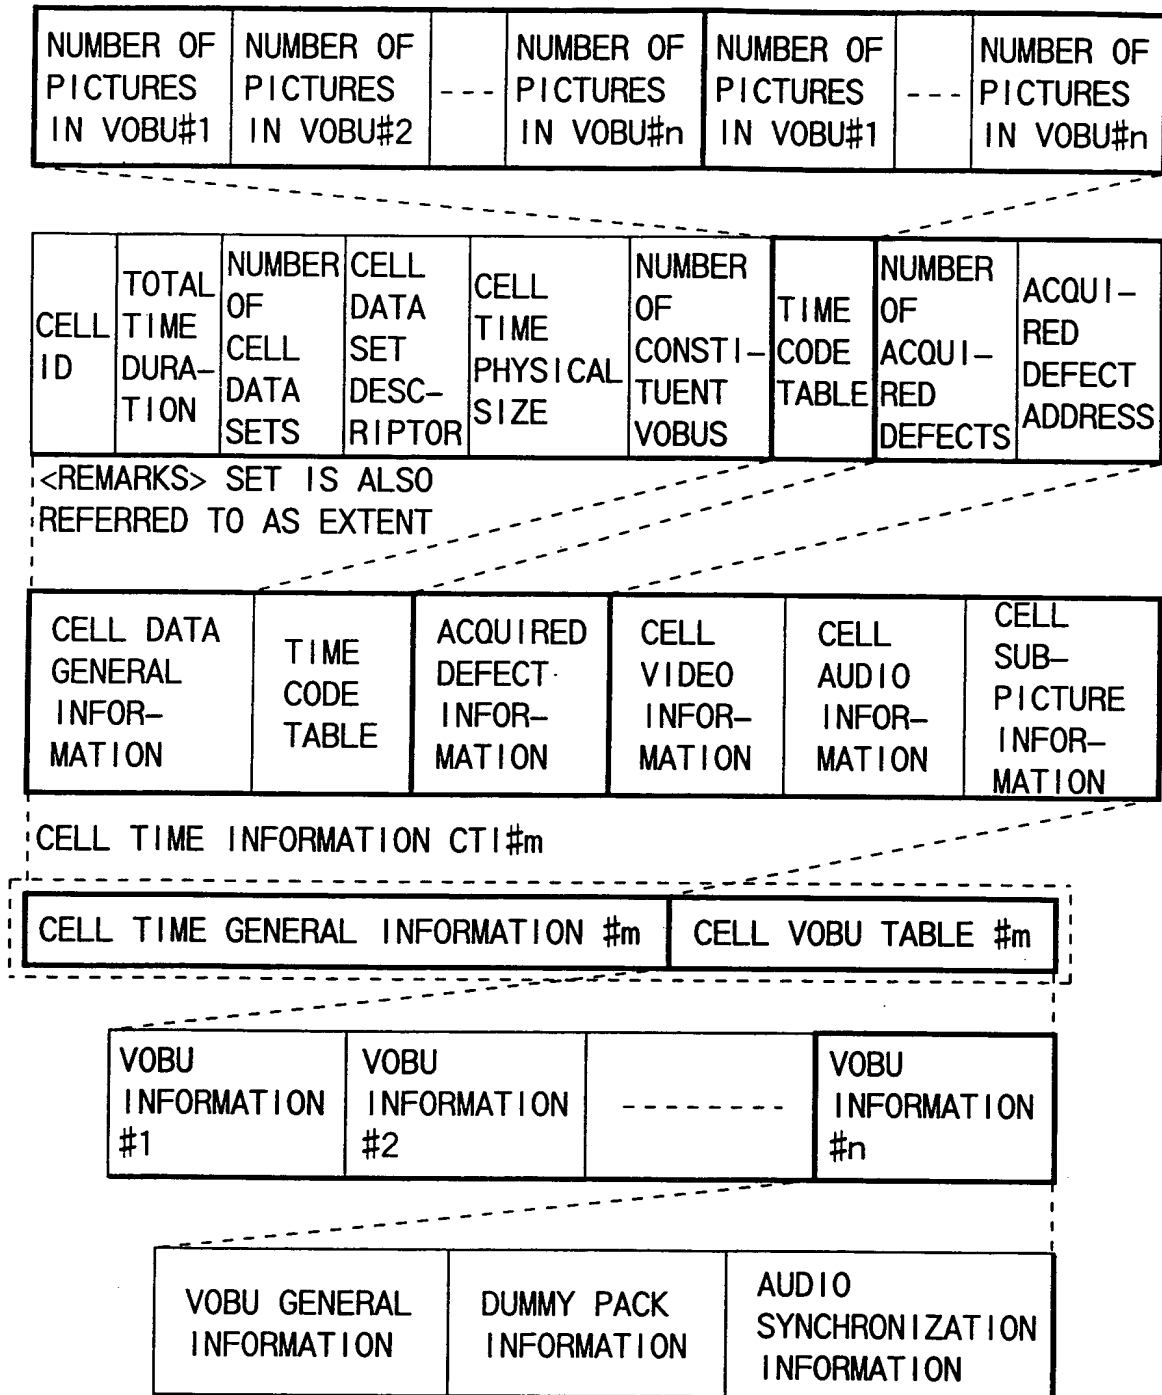 NUMBER OF
PICTURES
IN VOBU#1
NUMBER OF
PICTURES
IN VOBU#2
NUMBER OF
PICTURES
IN VOBU#n
NUMBER OF
PICTURES
IN VOBU#1
NUMBER OF
PICTURES
IN VOBU#n
CELL
ID
TOTAL
TIME
DURA-
TION
NUMBER
OF
CELL
DATA
SETS
CELL
DATA
SET
DESC-
RIPTOR
CELL
TIME
PHYSICAL
SIZE
NUMBER
OF
CONSTI-
TUENT
VOBUS
TIME
CODE
TABLE
NUMBER
OF
ACQUI-
RED
DEFECTS
ACQUI-
RED
DEFECT
ADDRESS
<REMARKS> SET IS ALSO
REFERRED TO AS EXTENT
CELL DATA
GENERAL
INFOR-
MATION
TIME
CODE
TABLE
ACQUIRED
DEFECT
INFOR-
MATION
CELL
VIDEO
INFOR-
MATION
CELL
AUDIO
INFOR-
MATION
CELL
SUB-
PICTURE
INFOR-
MATION
CELL TIME INFORMATION CTI#m
CELL TIME GENERAL INFORMATION #m
CELL VOBU TABLE #m
VOBU
INFORMATION
#1
VOBU
INFORMATION
#2
VOBU
INFORMATION
#n
VOBU GENERAL
INFORMATION
DUMMY PACK
INFORMATION
AUDIO
SYNCHRONIZATION
INFORMATION